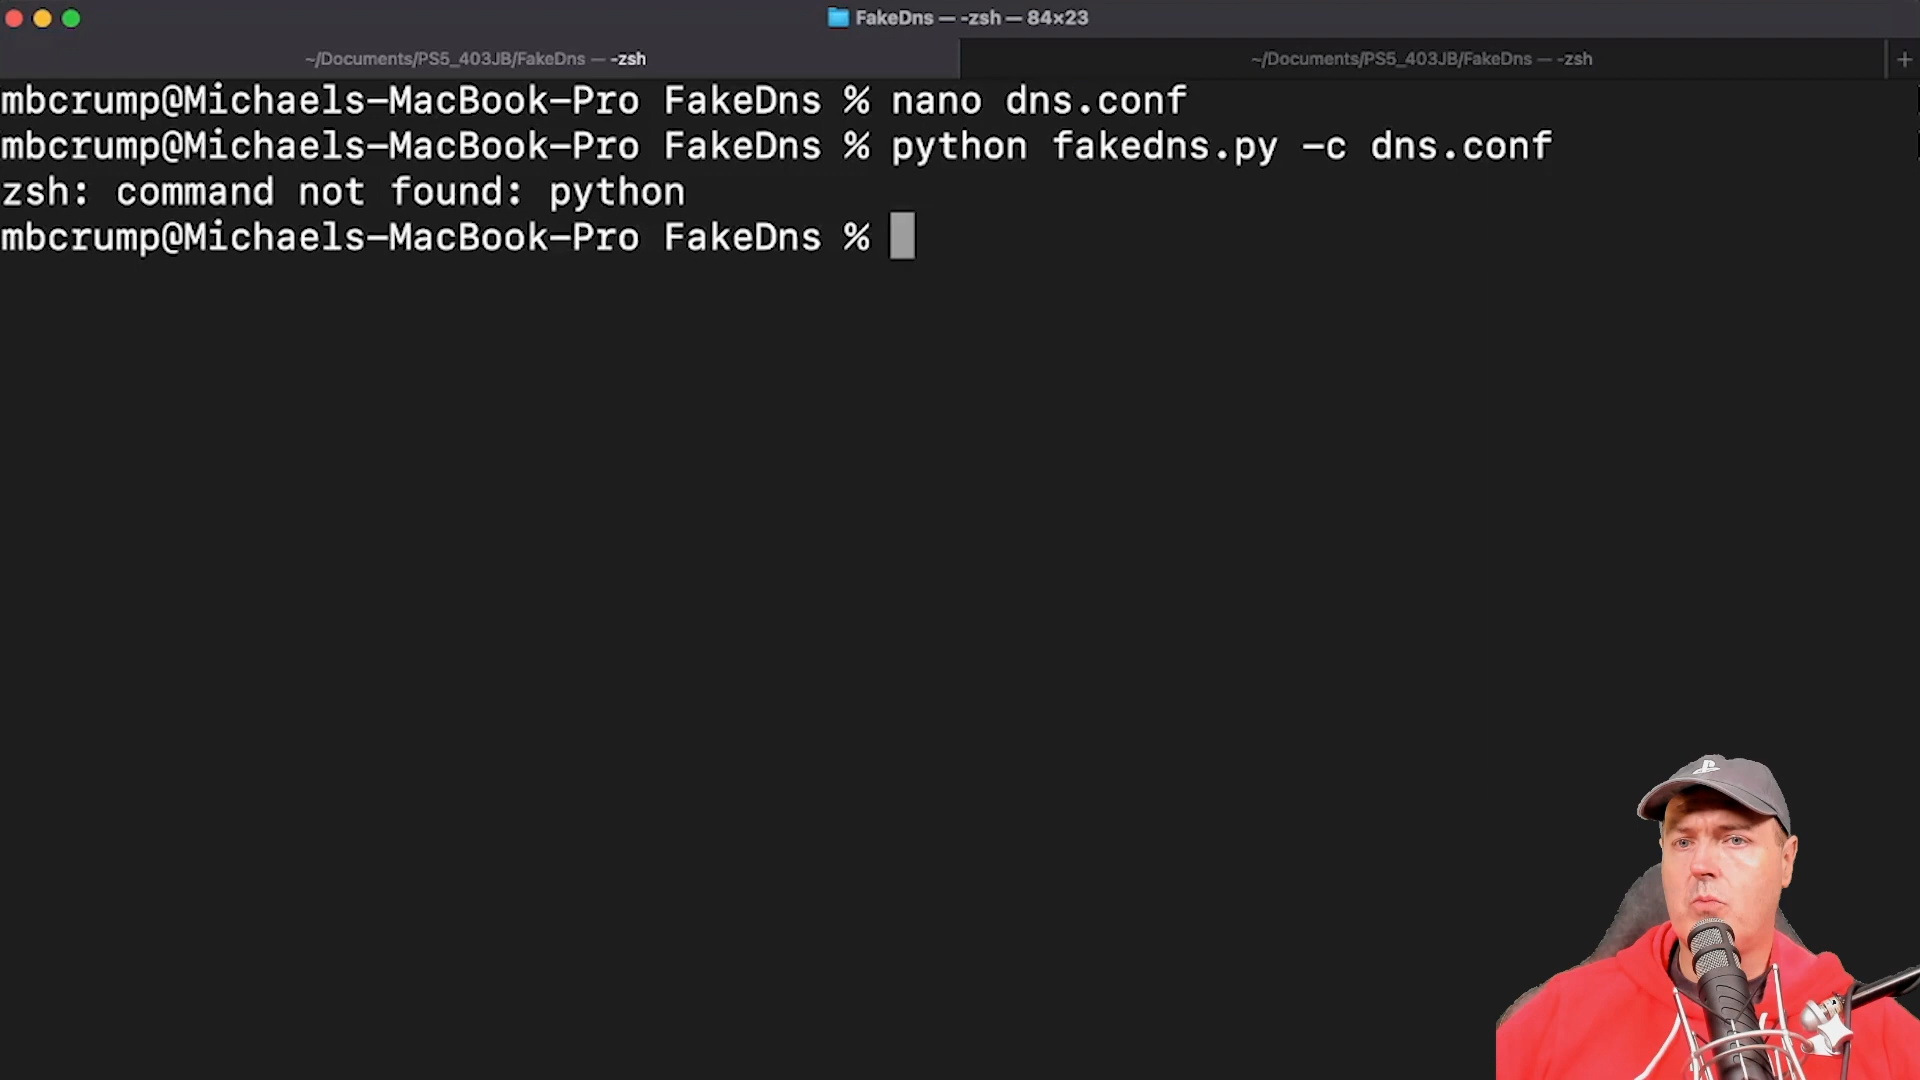 FakeDns — -zsh — 84×23
~/Documents/PS5_403JB/FakeDns — -zsh
~/Documents/PS5_403JB/FakeDns — -zsh
mbcrump@Michaels-MacBook-Pro FakeDns % nano dns.conf
mbcrump@Michaels-MacBook-Pro FakeDns % python fakedns.py -c dns.conf
zsh: command not found: python
mbcrump@Michaels-MacBook-Pro FakeDns %